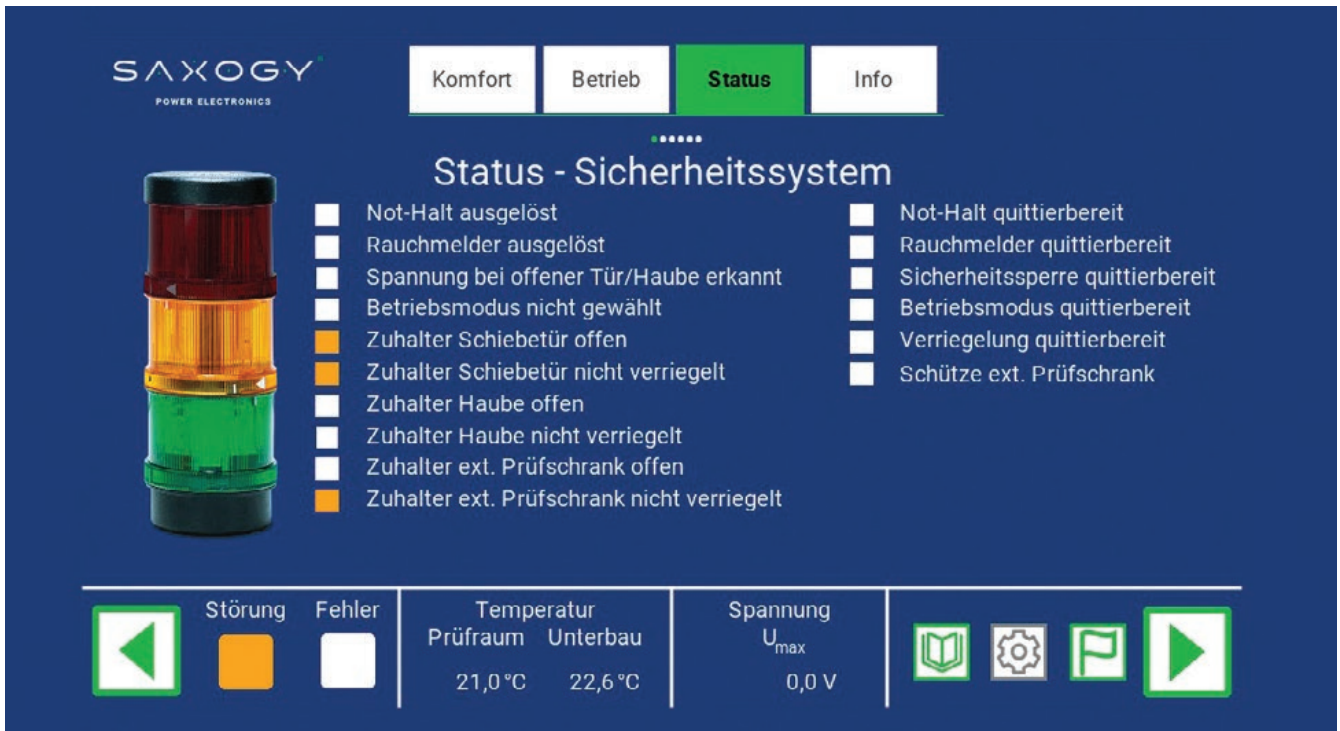 SAXOGY
POWER ELECTRONICS
Komfort Betrieb Status Info
Status - Sicherheitssystem
Not-Halt ausgelöst
Rauchmelder ausgelöst
Spannung bei offener Tür/Haube erkannt
Betriebsmodus nicht gewählt
Zuhalter Schiebetür offen
Zuhalter Schiebetür nicht verriegelt
Zuhalter Haube offen
Zuhalter Haube nicht verriegelt
Zuhalter ext. Prüfschrank offen
Zuhalter ext. Prüfschrank nicht verriegelt
Not-Halt quittierbereit
Rauchmelder quittierbereit
Sicherheitssperre quittierbereit
Betriebsmodus quittierbereit
Verriegelung quittierbereit
Schütze ext. Prüfschrank
Störung Fehler
Temperatur
Prüfraum Unterbau
21,0 °C 22,6 °C
Spannung
Umax
0,0 V